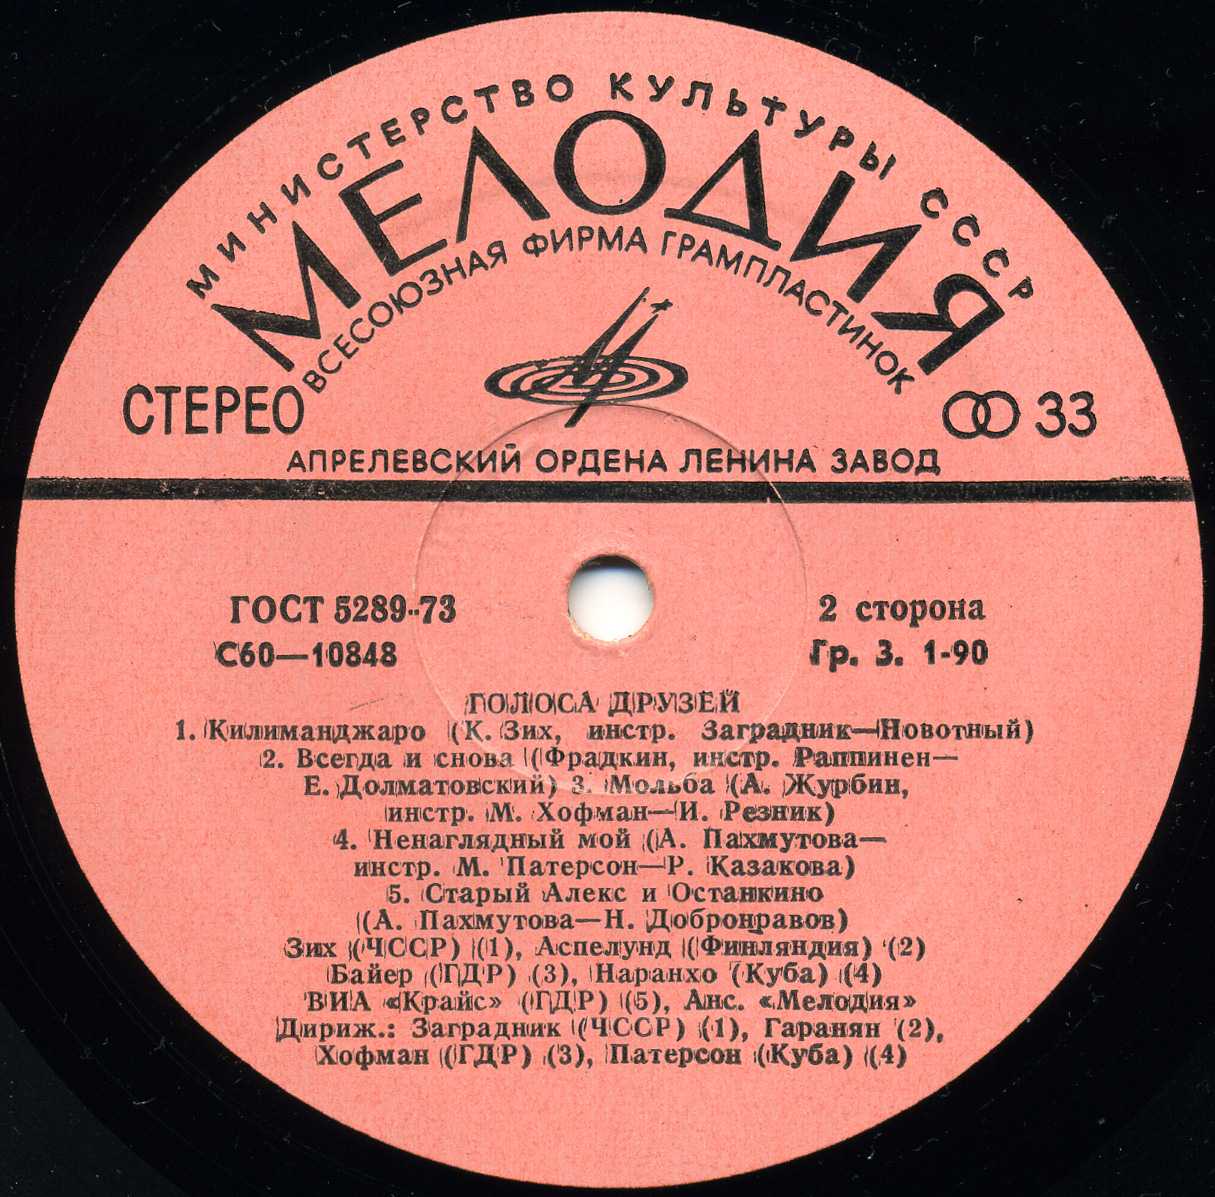 МИНИСТЕРСТВО КУЛЬТУРЫ СССР
МЕЛОДИЯ
ВСЕСОЮЗНАЯ ФИРМА ГРАМПЛАСТИНОК
СТЕРЕО
33
АПРЕЛЕВСКИЙ ОРДЕНА ЛЕНИНА ЗАВОД
ГОСТ 5289-73
2 сторона
С60—10848
Гр. 3. 1-90
ГОЛОСА ДРУЗЕЙ
1. Килиманджаро (К. Зих, инстр. Заградник—Новотный)
2. Всегда и снова (Фрадкин, инстр. Раппинен—
Е. Долматовский) 3. Мольба (А. Журбин,
инстр. М. Хофман—И. Резник)
4. Ненаглядный мой (А. Пахмутова—
инстр. М. Патерсон—Р. Казакова)
5. Старый Алекс и Останкино
(А. Пахмутова—Н. Добронравов)
Зих (ЧССР) (1), Аспелунд (Финляндия) (2)
Байер (ГДР) (3), Наранхо (Куба) (4)
ВИА «Крайс» (ГДР) (5), Анс. «Мелодия»
Дириж.: Заградник (ЧССР) (1), Гаранян (2),
Хофман (ГДР) (3), Патерсон (Куба) (4)